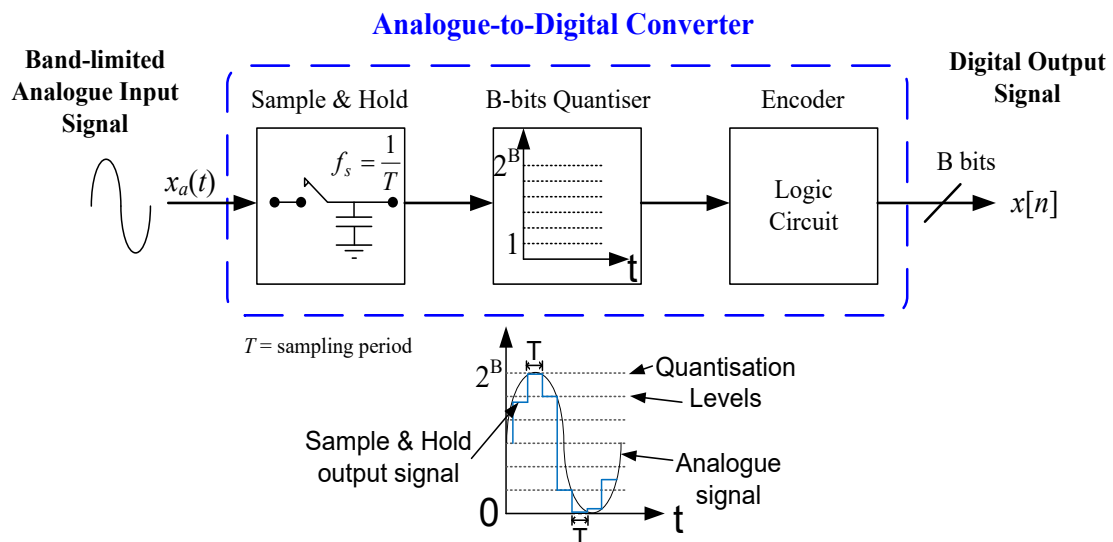 Analogue-to-Digital Converter
Band-limited
Analogue Input
Signal
Digital Output
Signal
Sample & Hold
B-bits Quantiser
Encoder
x_a(t)
f_s = 1/T
2^B
1
t
Logic
Circuit
B bits
x[n]
T = sampling period
T
2^B
Quantisation
Levels
Sample & Hold
output signal
Analogue
signal
0
T
t